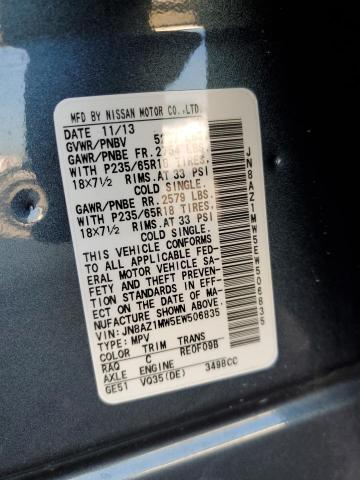 MFD BY NISSAN MOTOR CO.,LTD.
DATE 11/13
GVWR/PNBV
GAWR/PNBE FR. LBS.
WITH P235/65R18 TIRES,
18X7½ RIMS.AT 33 PSI
COLD SINGLE.
GAWR/PNBE RR. 2579 LBS.
WITH P235/65R18 TIRES,
18X7½ RIMS.AT 33 PSI
COLD SINGLE.
THIS VEHICLE CONFORMS
TO ALL APPLICABLE FED-
ERAL MOTOR VEHICLE SAF-
ETY AND THEFT PREVEN-
TION STANDARDS IN EFF-
ECT ON THE DATE OF MA-
NUFACTURE SHOWN ABOVE.
VIN:JN8AZ1MW5EW506835
TYPE: MPV
COLOR TRIM TRANS
RAQ C RE0F09B
AXLE ENGINE
GE51 VQ35(DE) 3498CC
JN8AZ1MW5EW506835